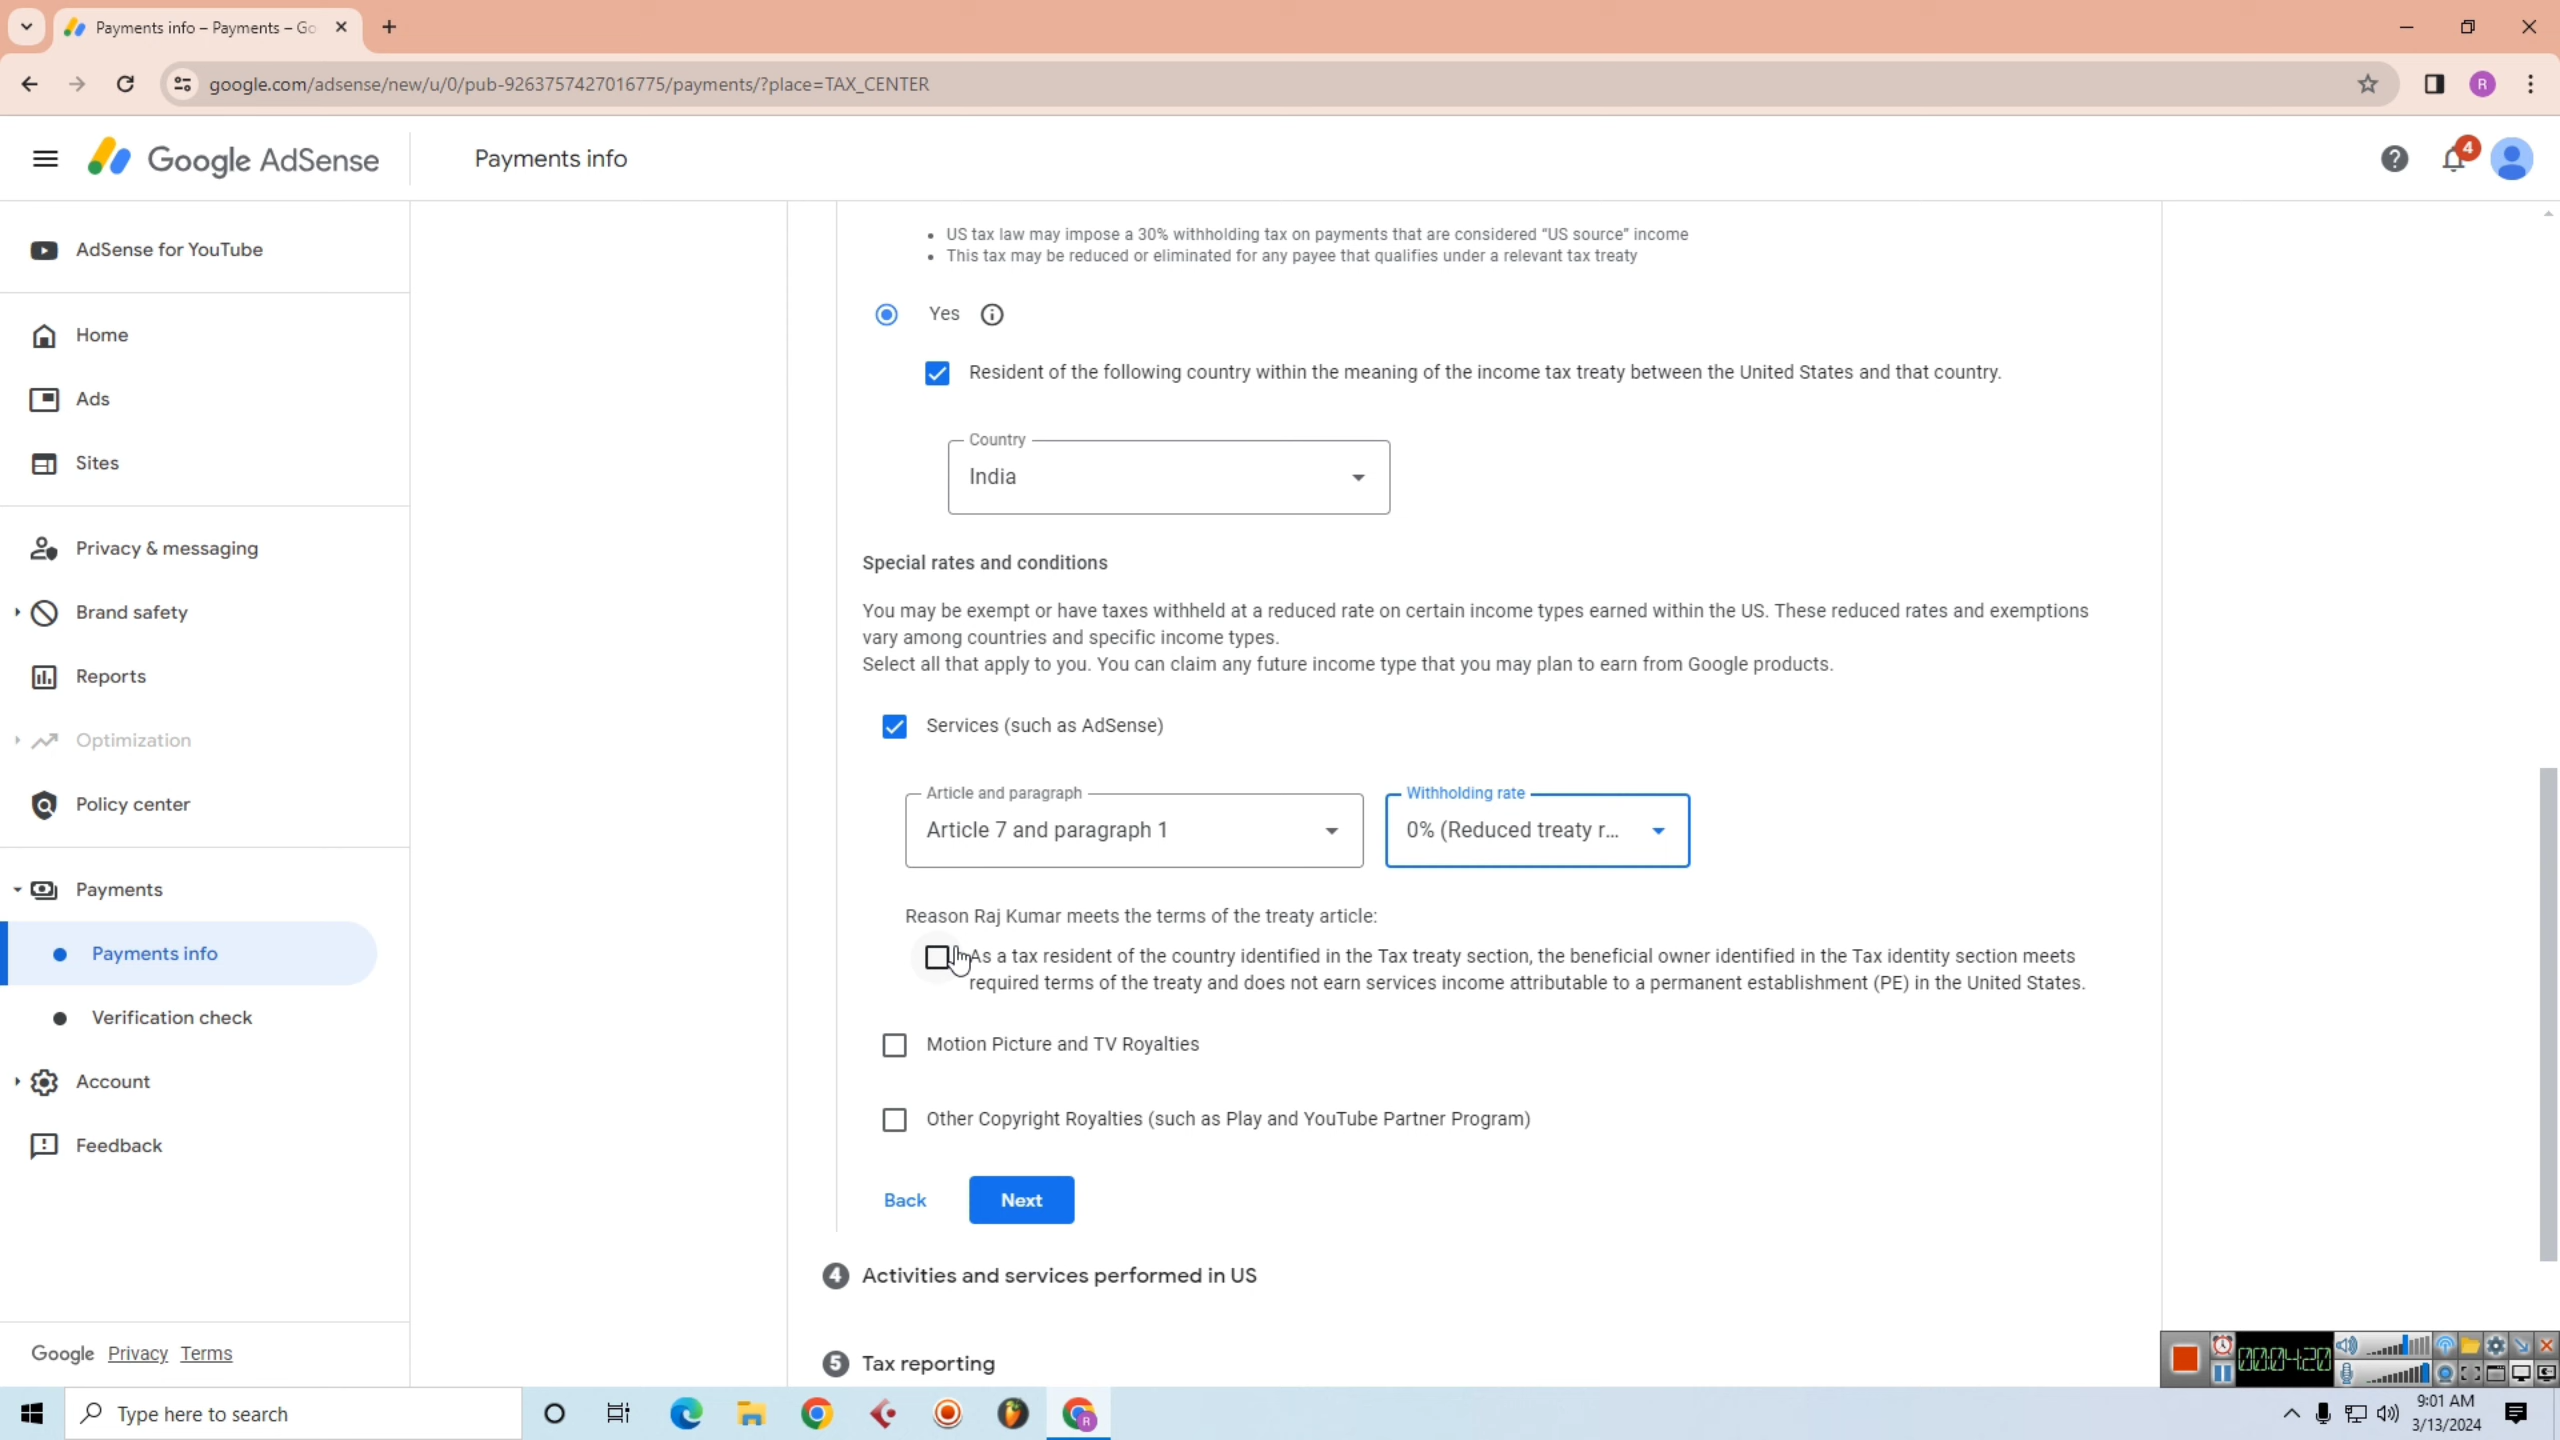 Payments info – Payments – Go
google.com/adsense/new/u/0/pub-9263757427016775/payments/?place=TAX_CENTER
R
Google AdSense
Payments info
4
AdSense for YouTube
Home
Ads
Sites
Privacy & messaging
Brand safety
Reports
Optimization
Policy center
Payments
Payments info
Verification check
Account
Feedback
Google Privacy Terms
• US tax law may impose a 30% withholding tax on payments that are considered “US source” income
• This tax may be reduced or eliminated for any payee that qualifies under a relevant tax treaty
Yes
Resident of the following country within the meaning of the income tax treaty between the United States and that country.
Country
India
Special rates and conditions
You may be exempt or have taxes withheld at a reduced rate on certain income types earned within the US. These reduced rates and exemptions
vary among countries and specific income types.
Select all that apply to you. You can claim any future income type that you may plan to earn from Google products.
Services (such as AdSense)
Article and paragraph
Article 7 and paragraph 1
Withholding rate
0% (Reduced treaty r...
Reason Raj Kumar meets the terms of the treaty article:
As a tax resident of the country identified in the Tax treaty section, the beneficial owner identified in the Tax identity section meets
required terms of the treaty and does not earn services income attributable to a permanent establishment (PE) in the United States.
Motion Picture and TV Royalties
Other Copyright Royalties (such as Play and YouTube Partner Program)
Back
Next
4 Activities and services performed in US
5 Tax reporting
00:04:20
Type here to search
R
9:01 AM
3/13/2024